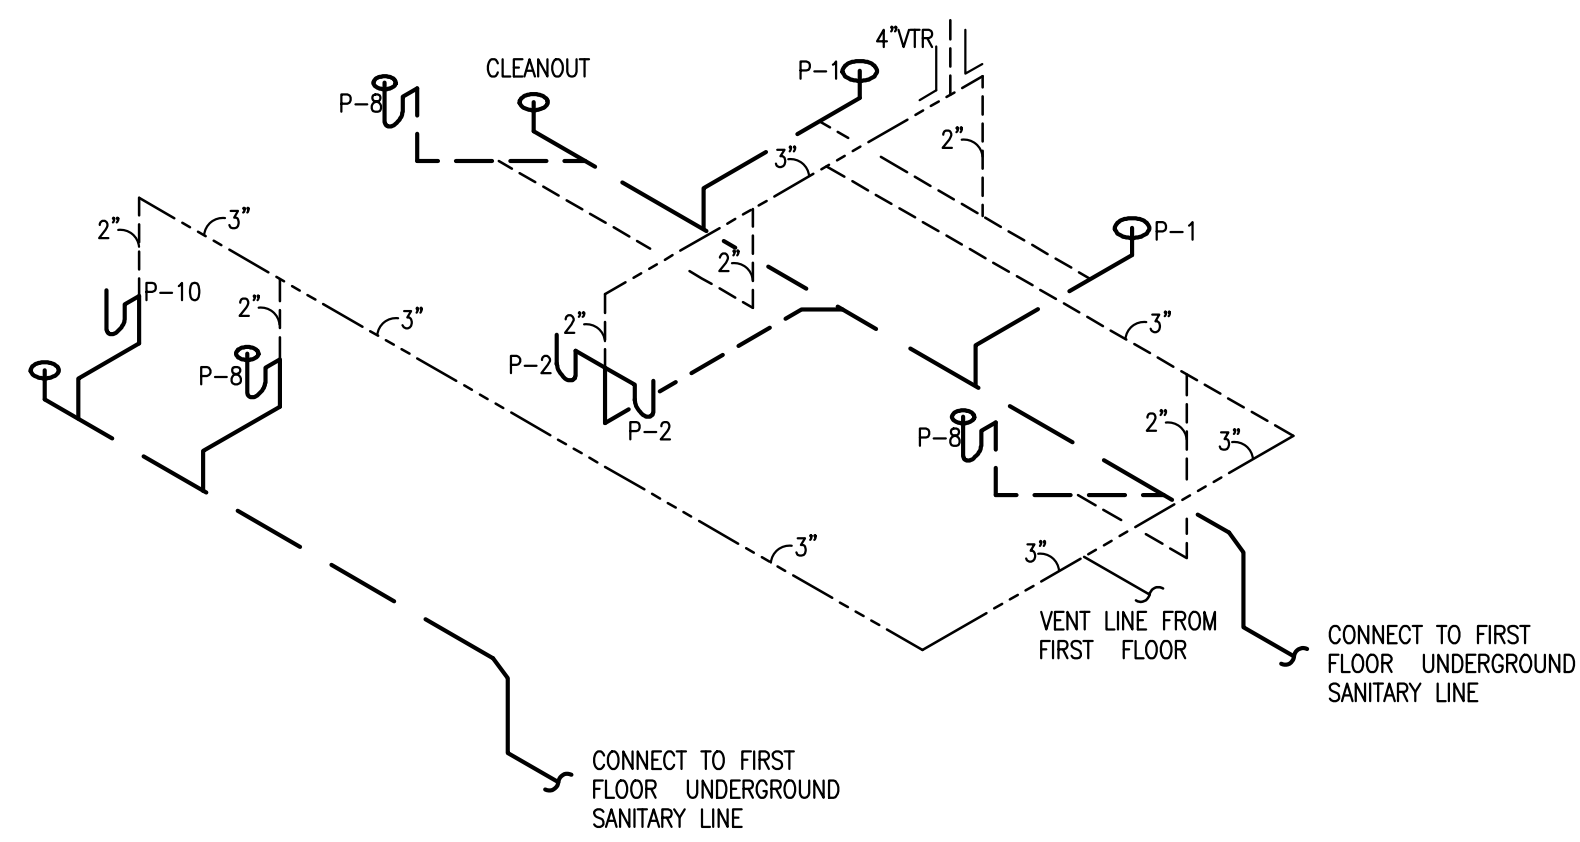 4”VTR
CLEANOUT
P-1
P-8
2”
3”
3”
2”
P-1
2”
P-10
2”
3”
2”
3”
P-2
P-8
2”
3”
P-2
P-8
3”
3”
VENT LINE FROM
FIRST FLOOR
CONNECT TO FIRST
FLOOR UNDERGROUND
SANITARY LINE
CONNECT TO FIRST
FLOOR UNDERGROUND
SANITARY LINE